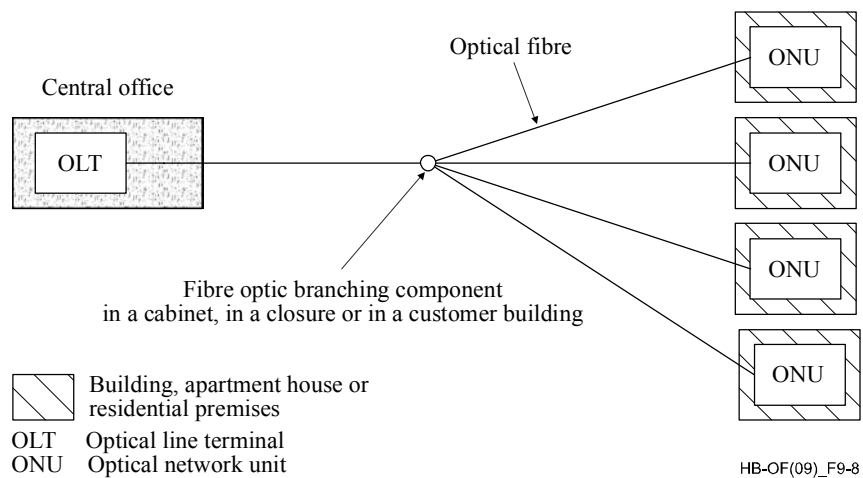 Optical fibre
Central office
OLT
ONU
ONU
ONU
ONU
Fibre optic branching component
in a cabinet, in a closure or in a customer building
Building, apartment house or
residential premises
OLT Optical line terminal
ONU Optical network unit
HB-OF(09)_F9-8